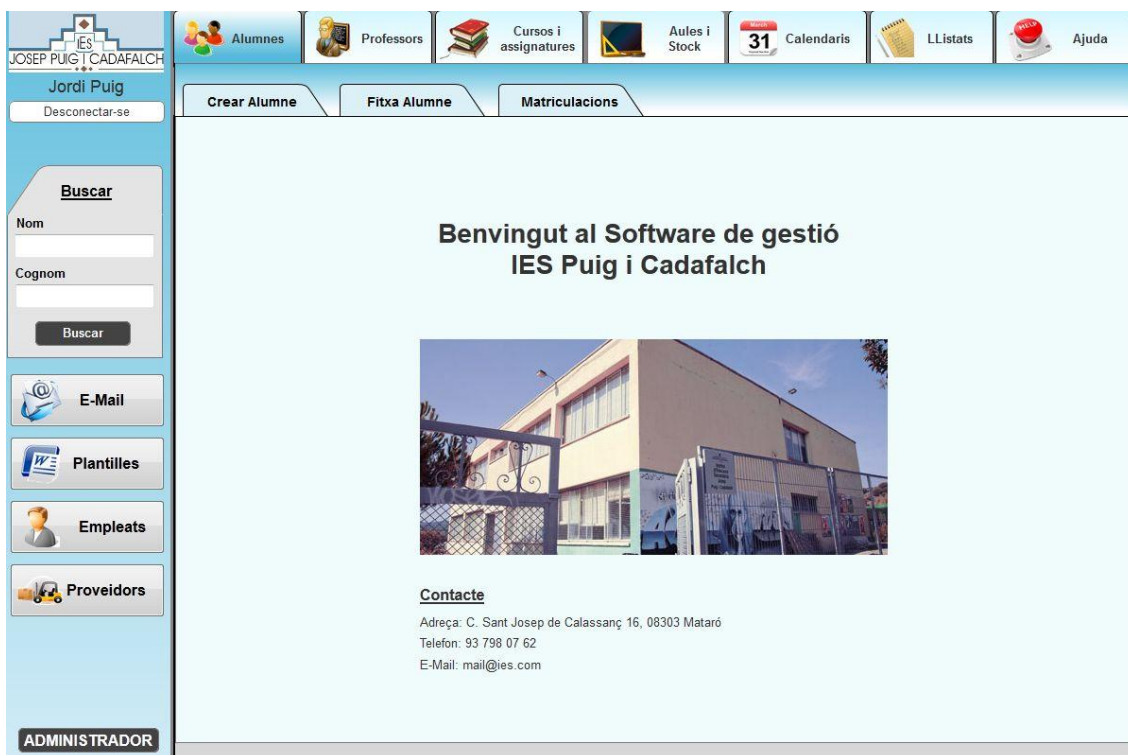 IES
JOSEP PUIG I CADAFALCH
Jordi Puig
Desconectar-se
Alumnes
Professors
Cursos i
assignatures
Aules i
Stock
March
31
Calendaris
LListats
HELP
Ajuda
Crear Alumne
Fitxa Alumne
Matriculacions
Buscar
Nom
Cognom
Buscar
@
E-Mail
W
Plantilles
Empleats
Proveidors
ADMINISTRADOR
Benvingut al Software de gestió
IES Puig i Cadafalch
Contacte
Adreça: C. Sant Josep de Calassanç 16, 08303 Mataró
Telefon: 93 798 07 62
E-Mail: mail@ies.com